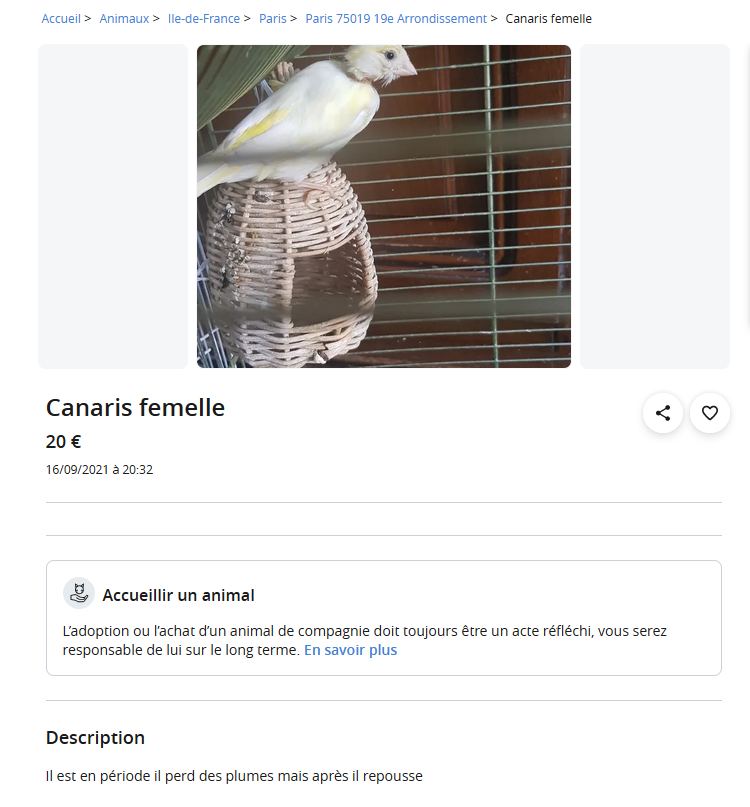 Accueil > Animaux > Ile-de-France > Paris > Paris 75019 19e Arrondissement > Canaris femelle
Canaris femelle
20 €
16/09/2021 à 20:32
Accueillir un animal
L’adoption ou l’achat d’un animal de compagnie doit toujours être un acte réfléchi, vous serez
responsable de lui sur le long terme. En savoir plus
Description
Il est en période il perd des plumes mais après il repousse